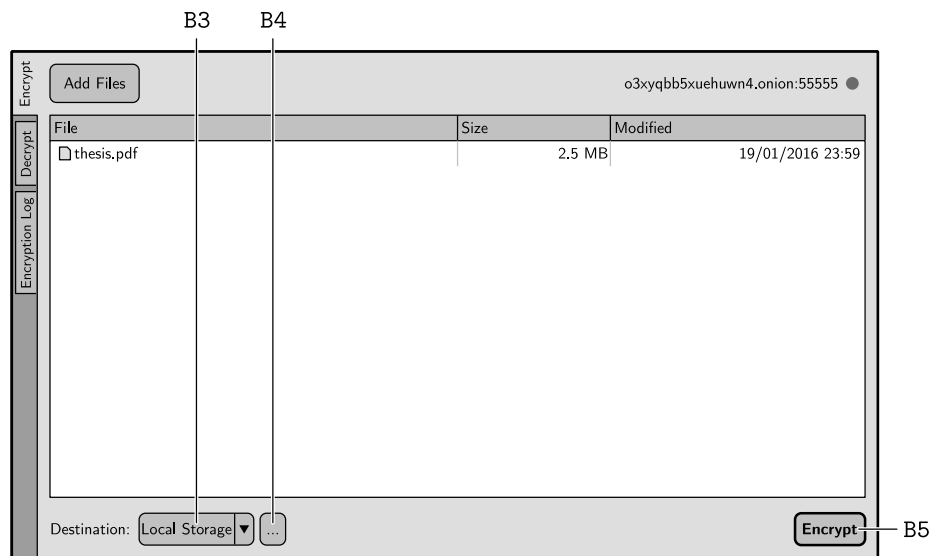 B3 B4
Encrypt
Add Files
o3xyqbb5xuehuwn4.onion:55555
Decrypt
Encryption Log
File Size Modified
thesis.pdf 2.5 MB 19/01/2016 23:59
Destination: Local Storage ▼ ... Encrypt B5